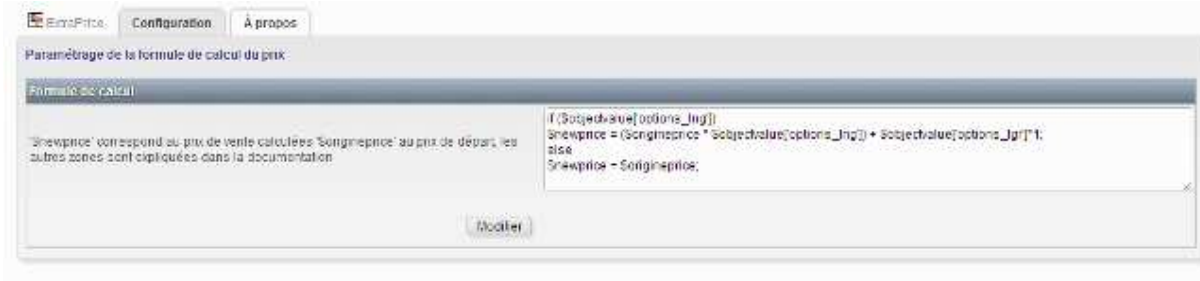 ExtraPrice Configuration À propos
Paramétrage de la formule de calcul du prix
Formule de calcul
'$newprice' correspond au prix de vente calculées '$origineprice' au prix de départ, les
autres zones sont expliquées dans la documentation
if ($objectvalue['options_lng'])
$newprice = ($origineprice * $objectvalue['options_lng']) + $objectvalue['options_lgr']*1;
else
$newprice = $origineprice;
Modifier